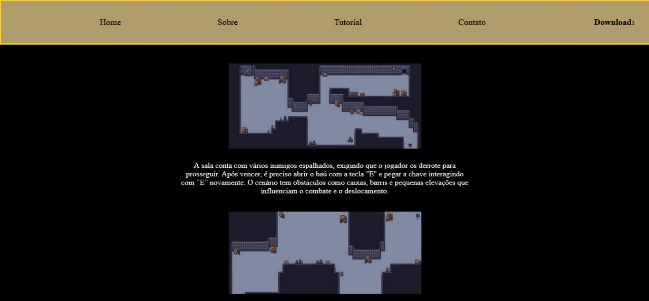 Home Sobre Tutorial Contato Download:
A sala conta com vários inimigos espalhados, exigindo que o jogador os derrote para
prosseguir. Após vencer, é preciso abrir o baú com a tecla "E" e pegar a chave interagindo
com "E" novamente. O cenário tem obstáculos como caixas, barris e pequenas elevações que
influenciam o combate e o deslocamento.